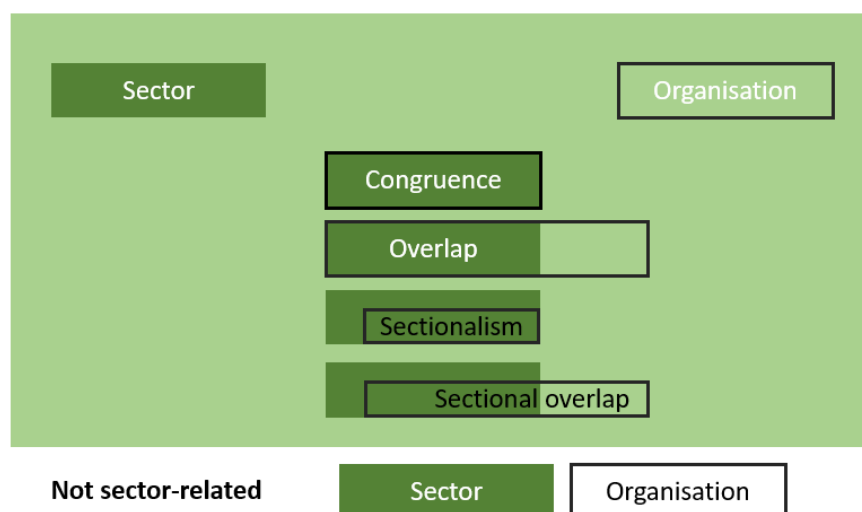 Sector
Organisation
Congruence
Overlap
Sectionalism
Sectional overlap
Not sector-related
Sector
Organisation